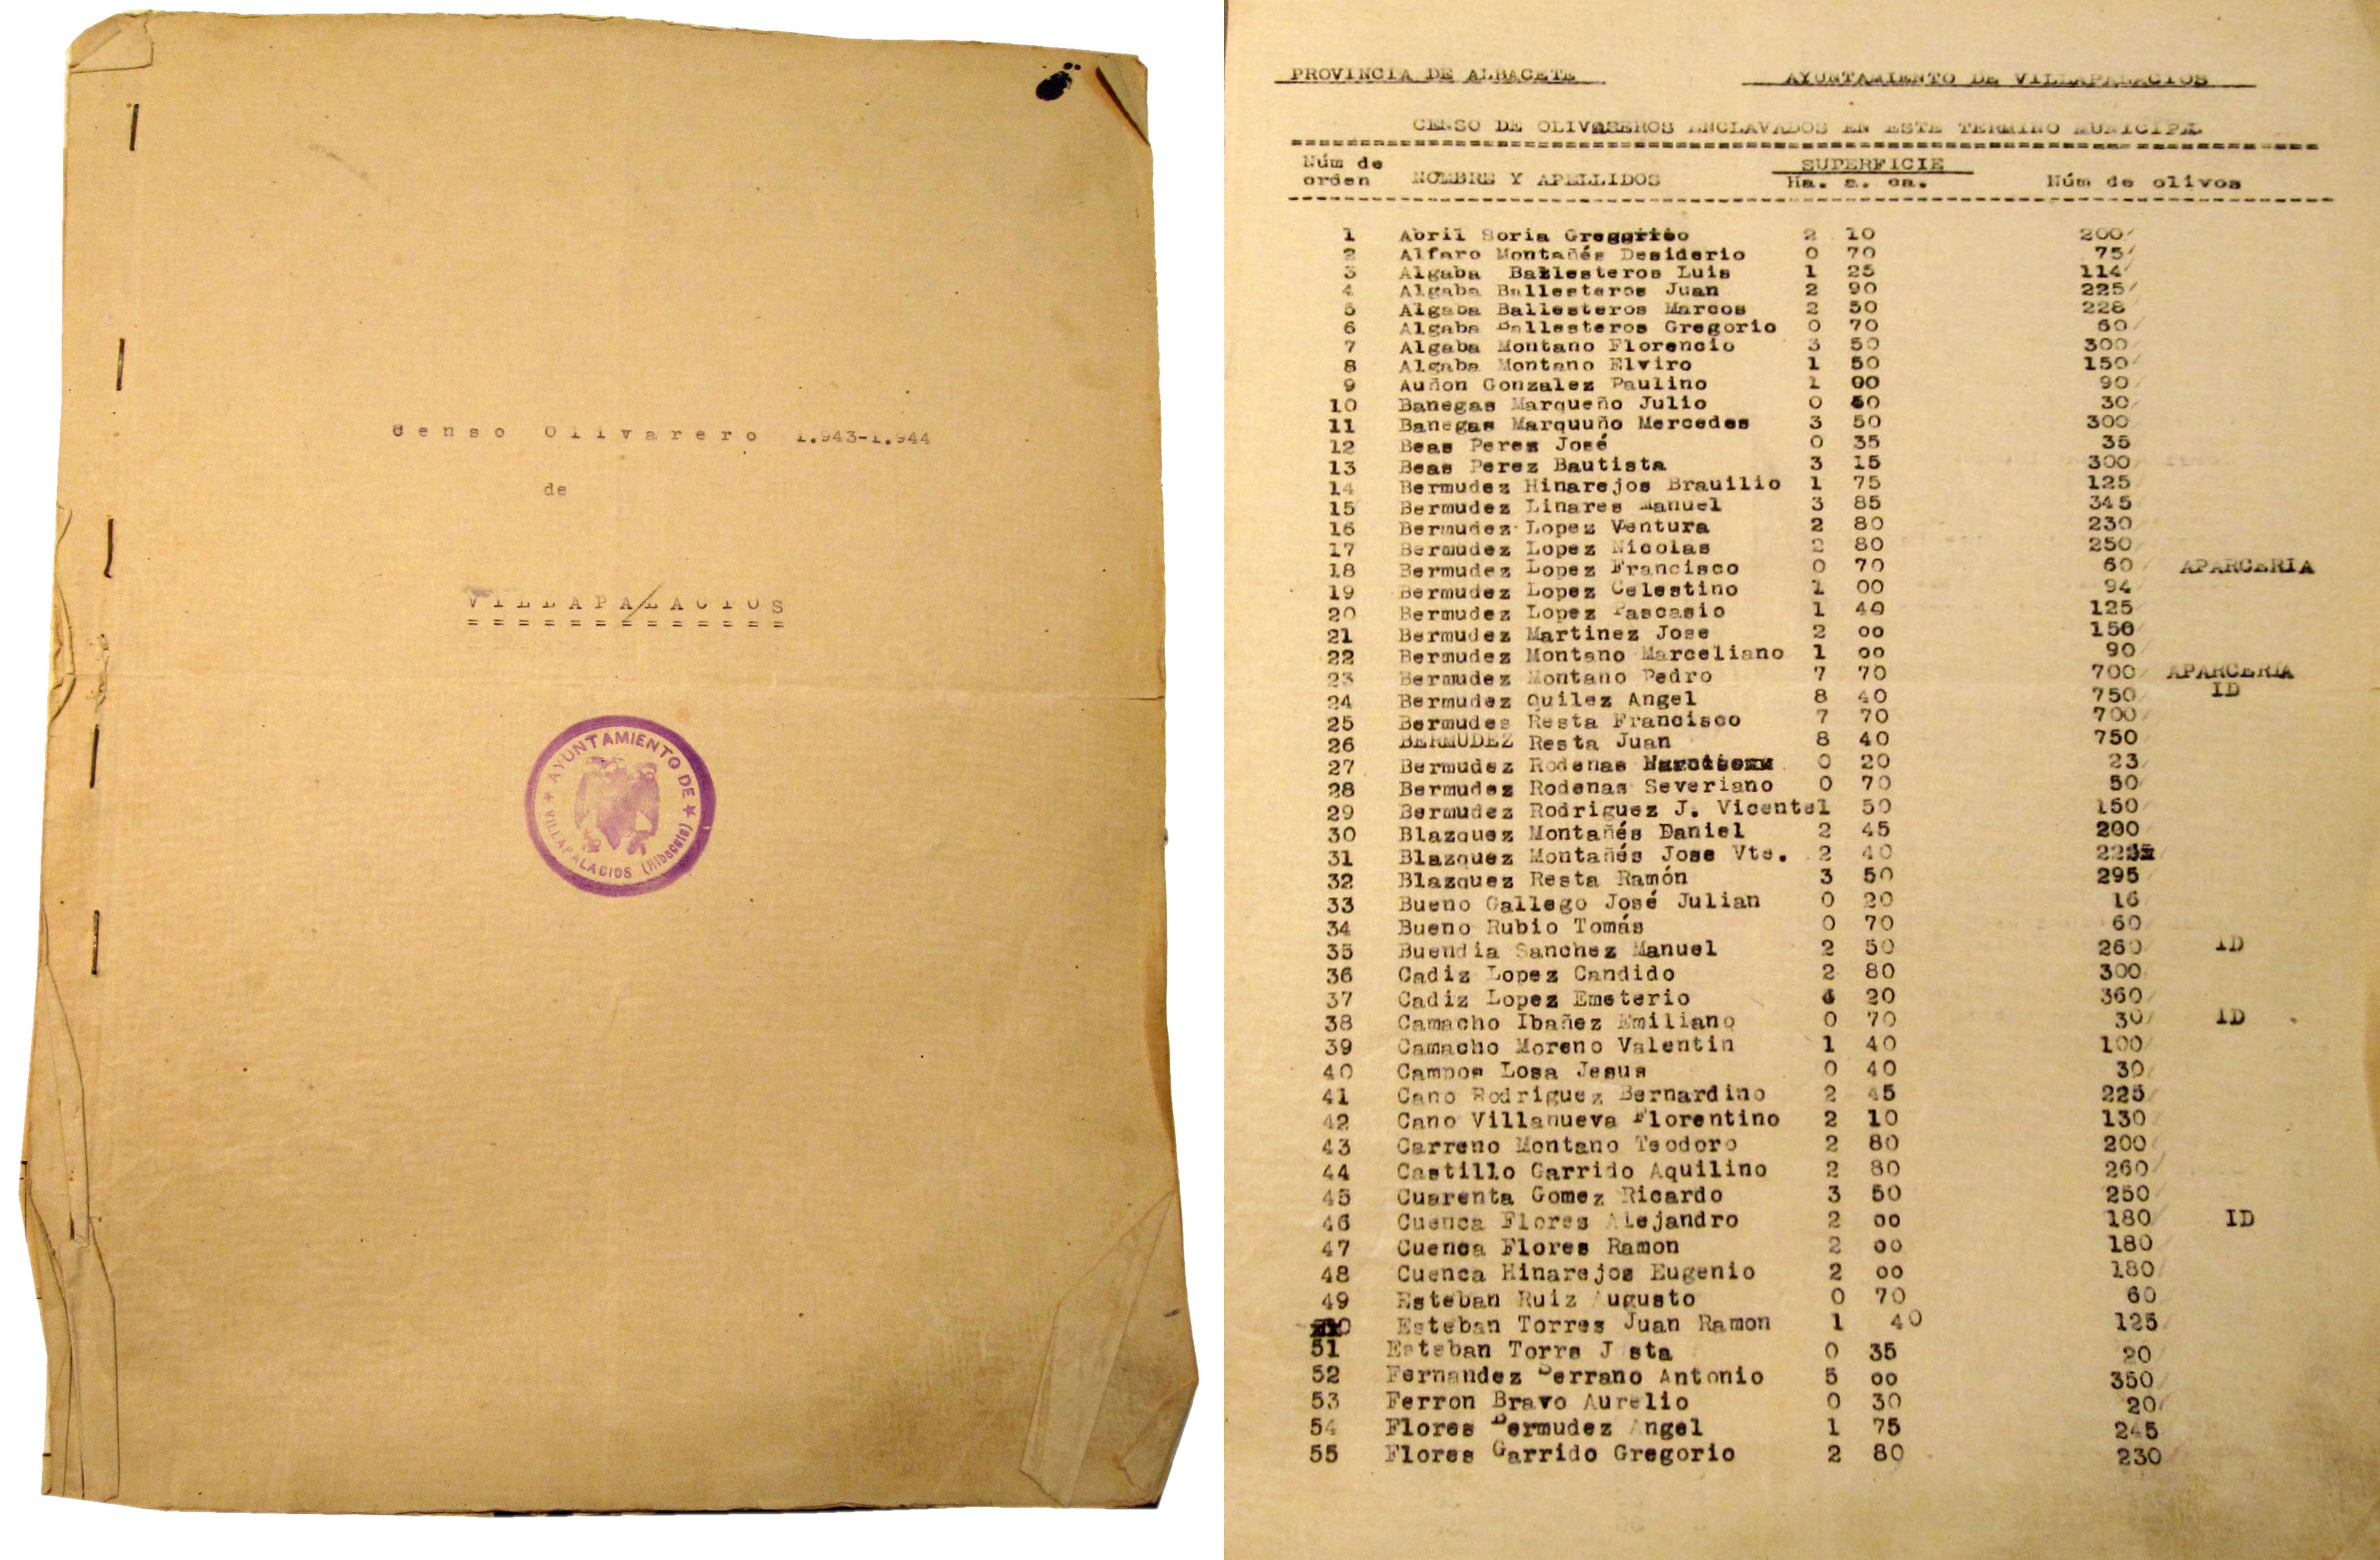 Censo Olivarero 1.943-1.944
de
VILLAPALACIOS
=============
AYUNTAMIENTO DE
VILLAPALACIOS (Albacete)
PROVINCIA DE ALBACETE AYUNTAMIENTO DE VILLAPALACIOS
CENSO DE OLIVAREROS ENCLAVADOS EN ESTE TERMINO MUNICIPAL
Núm de SUPERFICIE
orden NOMBRE Y APELLIDOS Ha. a. ca. Núm de olivos
1 Abril Soria Gregorio 2 10 200
2 Alfaro Montañés Desiderio 0 70 75
3 Algaba Ballesteros Luis 1 25 114
4 Algaba Ballesteros Juan 2 90 225
5 Algaba Ballesteros Marcos 2 50 226
6 Algaba Ballesteros Gregorio 0 70 60
7 Algaba Montano Florencio 3 50 300
8 Algaba Montano Elviro 1 50 150
9 Auñon Gonzalez Paulino 1 00 90
10 Banegas Marqueño Julio 0 30
11 Banegas Marquuño Mercedes 3 50 300
12 Beas Perez José 0 35 35
13 Beas Perez Bautista 3 15 300
14 Bermudez Hinarejos Brauilio 1 75 125
15 Bermudez Linares Manuel 3 85 345
16 Bermudez Lopez Ventura 2 80 230
17 Bermudez Lopez Nicolas 2 80 250
18 Bermudez Lopez Francisco 0 70 60 APARCERIA
19 Bermudez Lopez Celestino 1 00 94
20 Bermudez Lopez Pascasio 1 40 125
21 Bermudez Martinez Jose 2 oo 150
22 Bermudez Montano Marceliano 1 oo 90
23 Bermudez Montano Pedro 7 70 700 APARCERIA
24 Bermudez Quilez Angel 8 40 750 ID
25 Bermudes Resta Francisco 7 70 700
26 BERMUDEZ Resta Juan 8 40 750
27 Bermudez Rodenas 0 20 23
28 Bermudez Rodenas Severiano 0 70 50
29 Bermudez Rodriguez J. Vicente1 50 150
30 Blazquez Montañés Daniel 2 45 200
31 Blazquez Montañés Jose Vte. 2 40
32 Blazquez Resta Ramón 3 50 295
33 Bueno Gallego José Julian 0 20 16
34 Bueno Rubio Tomás 0 70 60
35 Buendia Sanchez Manuel 2 50 260 ID
36 Cadiz Lopez Candido 2 80 300
37 Cadiz Lopez Emeterio 4 20 360
38 Camacho Ibañez Emiliano 0 70 30 ID
39 Camacho Moreno Valentin 1 40 100
40 Campos Losa Jesus 0 40 30
41 Cano Rodriguez Bernardino 2 45 225
42 Cano Villanueva Florentino 2 10 130
43 Carreno Montano Teodoro 2 80 200
44 Castillo Garrido Aquilino 2 80 260
45 Cuarenta Gomez Ricardo 3 50 250
46 Cuenca Flores Alejandro 2 oo 180 ID
47 Cuenca Flores Ramon 2 oo 180
48 Cuenca Hinarejos Eugenio 2 oo 180
49 Esteban Ruiz Augusto 0 70 60
Esteban Torres Juan Ramon 1 40 125
51 Esteban Torre J sta 0 35 20
52 Fernandez Serrano Antonio 5 oo 350
53 Ferron Bravo Aurelio 0 30 20
54 Flores Bermudez Angel 1 75 245
55 Flores Garrido Gregorio 2 80 230